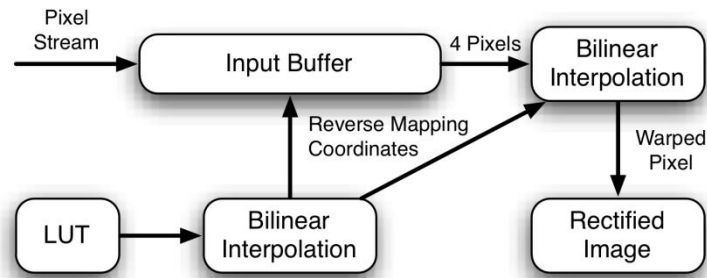 Pixel
Stream
Input Buffer
4 Pixels
Bilinear
Interpolation
Reverse Mapping
Coordinates
Warped
Pixel
LUT
Bilinear
Interpolation
Rectified
Image